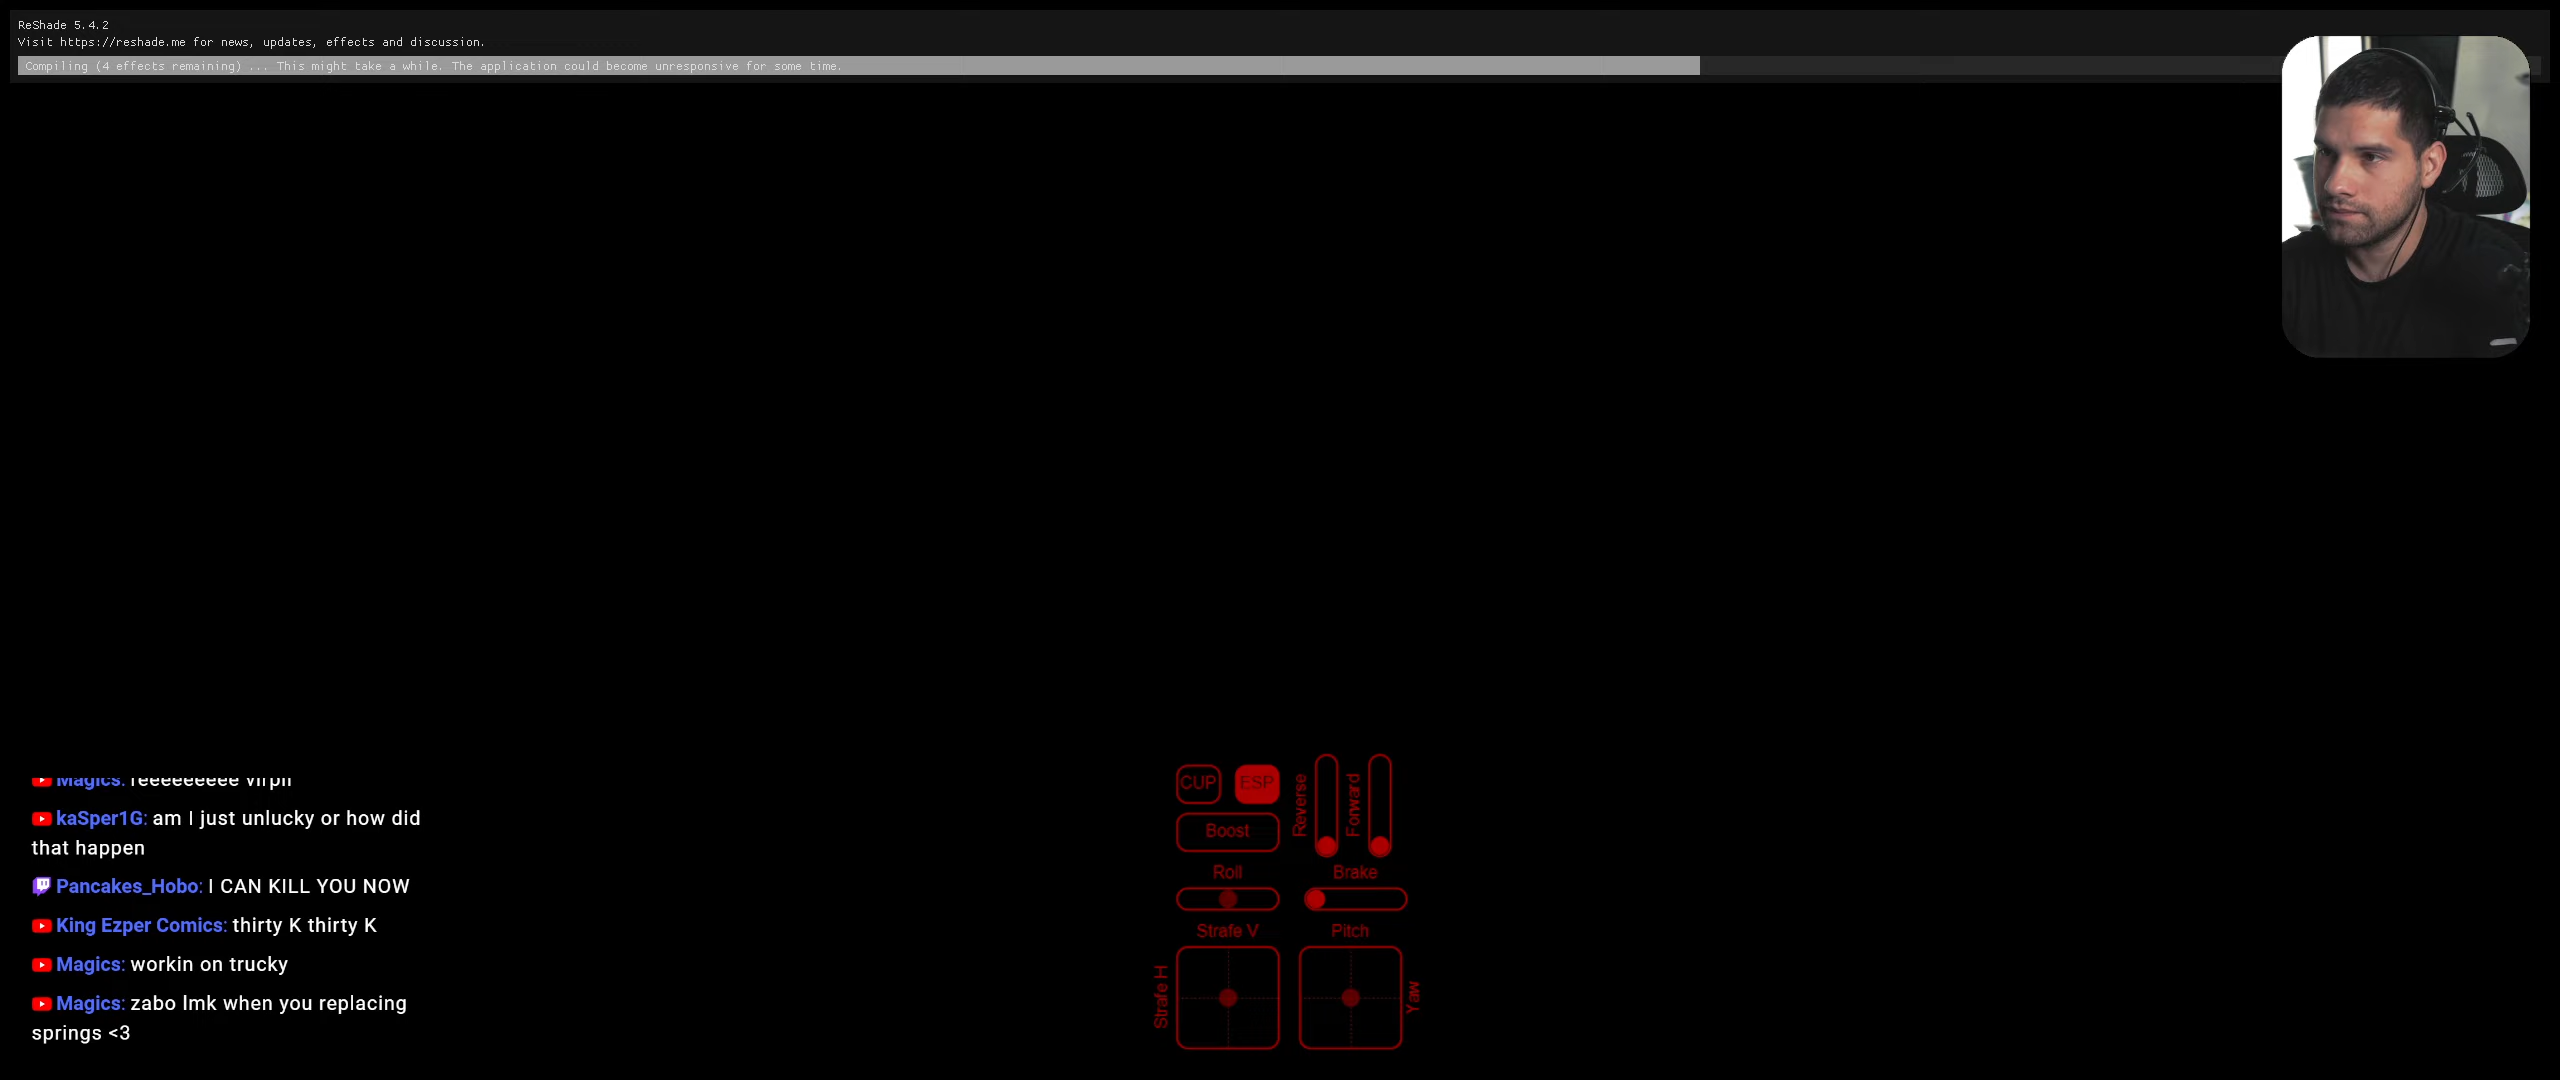 ReShade 5.4.2
Visit https://reshade.me for news, updates, effects and discussion.
Compiling (4 effects remaining) ... This might take a while. The application could become unresponsive for some time.
Magics: reeeeeeeee virpil
kaSper1G: am I just unlucky or how did
that happen
Pancakes_Hobo: I CAN KILL YOU NOW
King Ezper Comics: thirty K thirty K
Magics: workin on trucky
Magics: zabo lmk when you replacing
springs <3
CUP ESP
Boost
Reverse
Forward
Roll
Brake
Strafe V
Pitch
Strafe H
Yaw